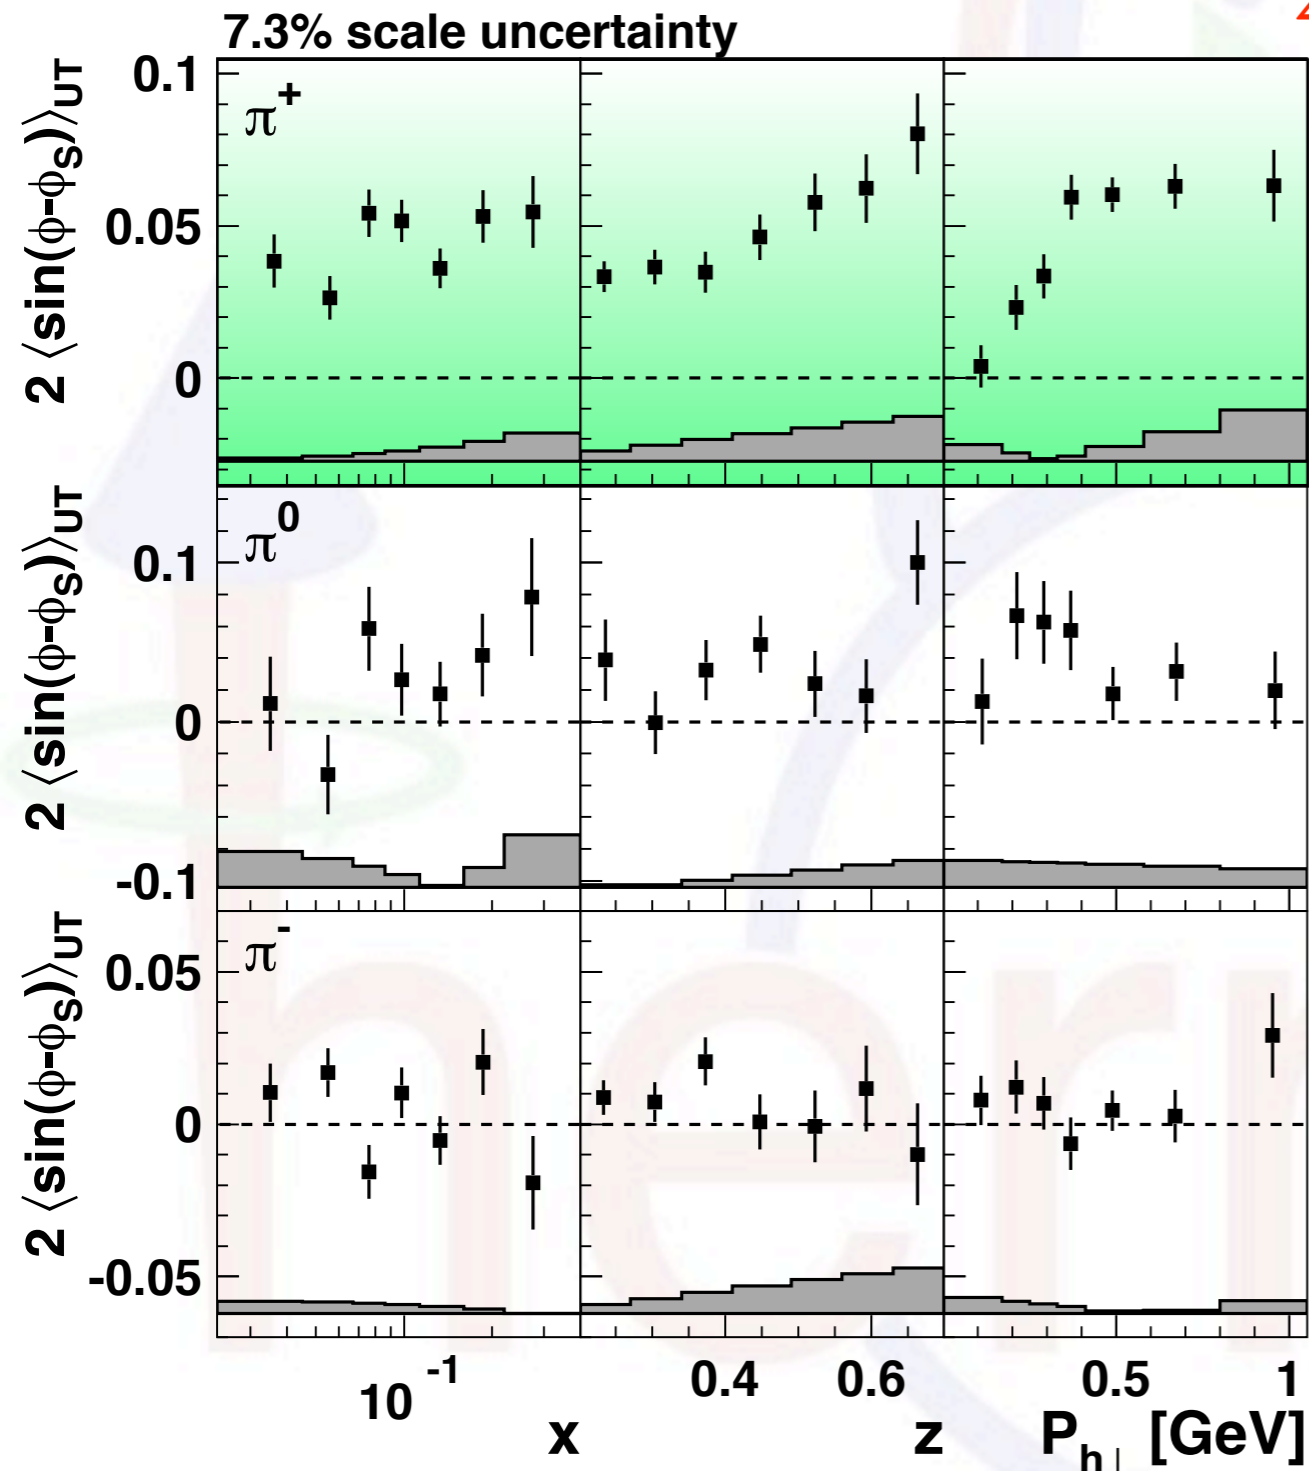 7.3% scale uncertainty
2 ⟨sin(ϕ-ϕS)⟩UT
0.1
0.05
0
π+
2 ⟨sin(ϕ-ϕS)⟩UT
0.1
0
-0.1
π0
2 ⟨sin(ϕ-ϕS)⟩UT
0.05
0
-0.05
π-
10-1
0.4 0.6
0.5 1
x z Ph⊥ [GeV]